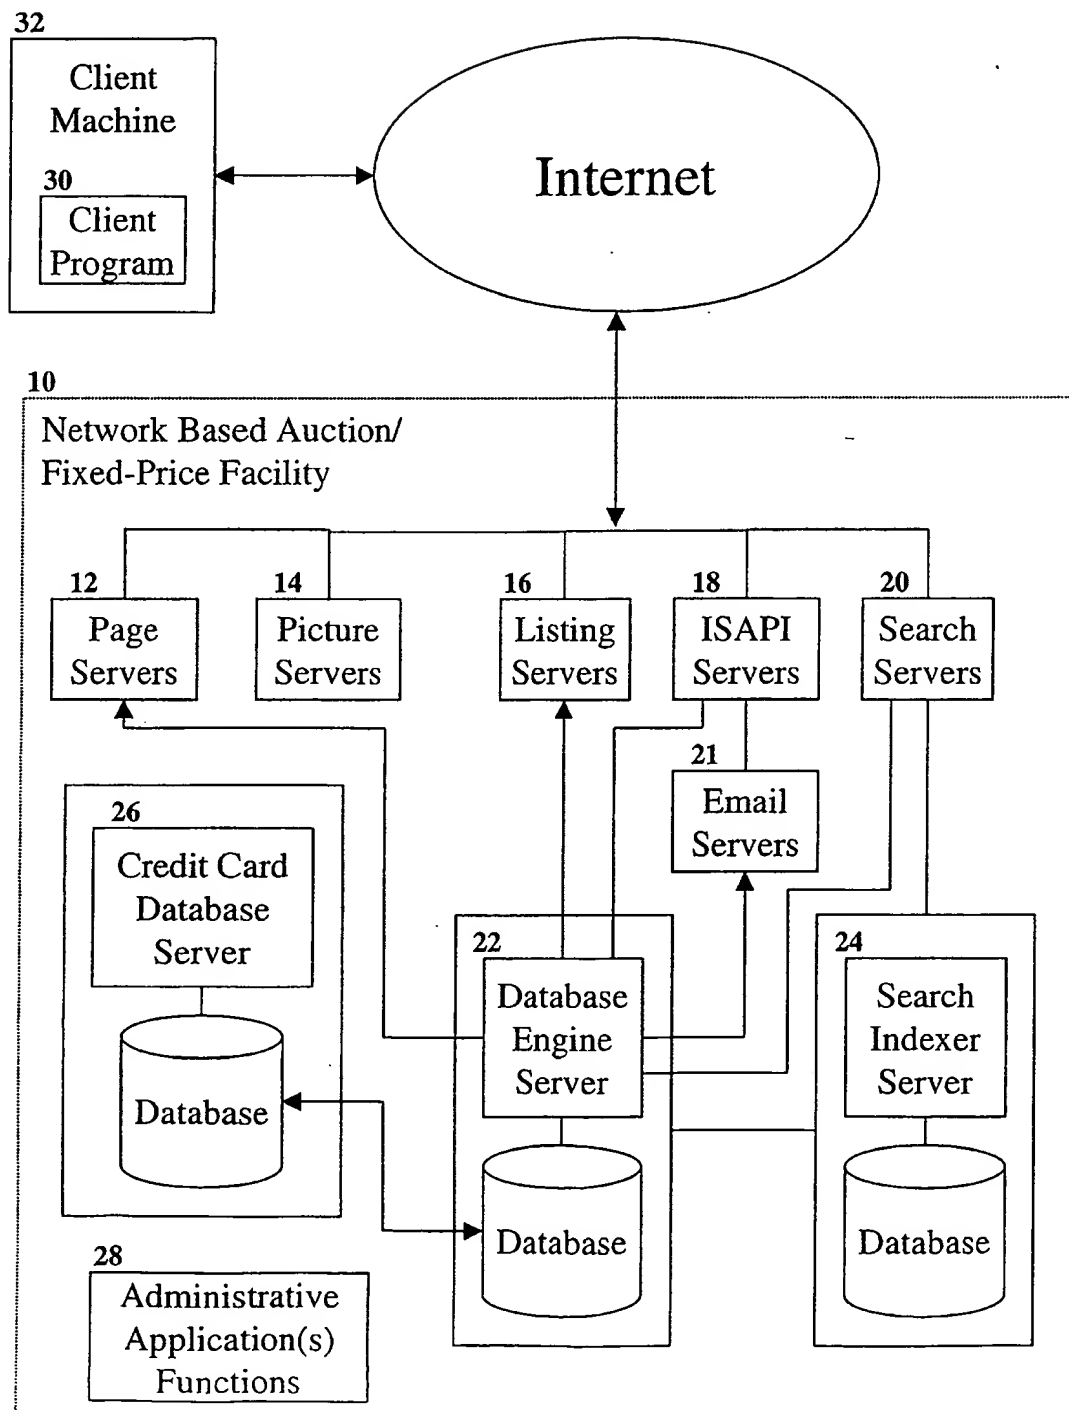 32
Client
Machine
30
Client
Program
Internet
10
Network Based Auction/
Fixed-Price Facility
12
Page
Servers
14
Picture
Servers
16
Listing
Servers
18
ISAPI
Servers
20
Search
Servers
21
Email
Servers
26
Credit Card
Database
Server
Database
22
Database
Engine
Server
Database
24
Search
Indexer
Server
Database
28
Administrative
Application(s)
Functions